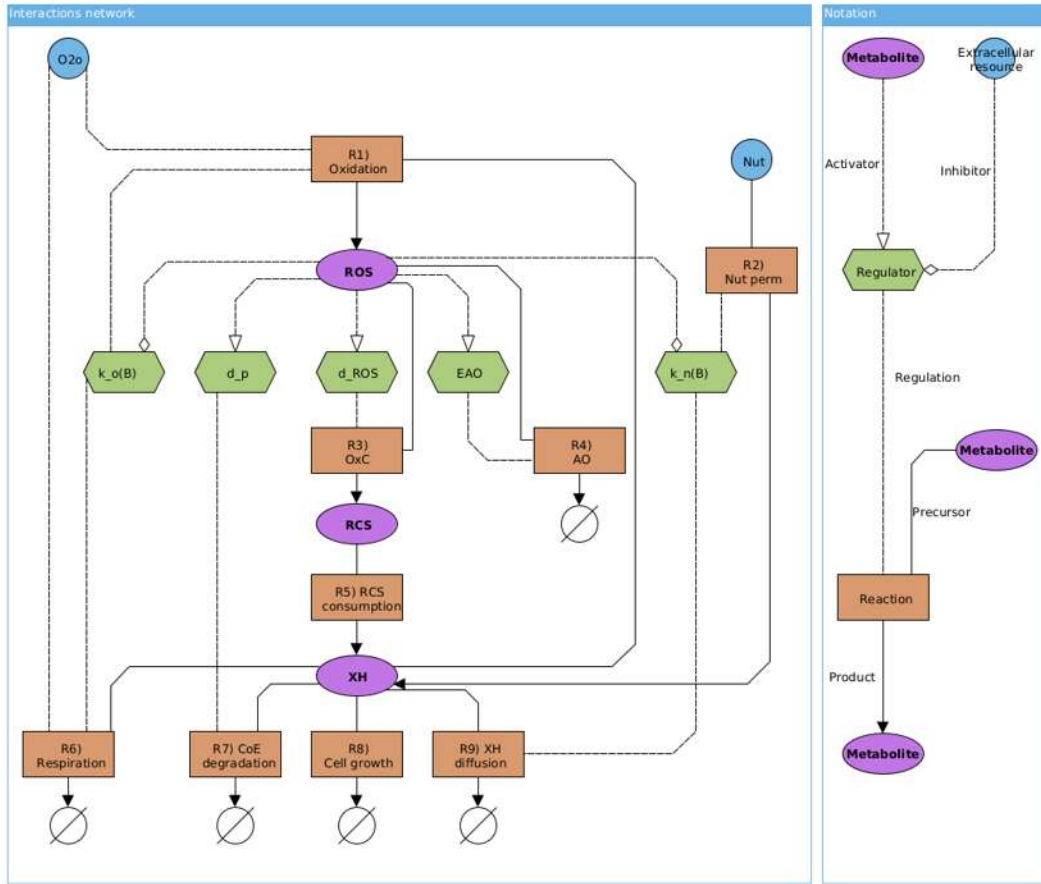 Interactions network
O2o
R1)
Oxidation
Nut
ROS
R2)
Nut perm
k_o(B)
d_p
d_ROS
EAO
k_n(B)
R3)
OxC
R4)
AO
RCS
R5) RCS
consumption
XH
R6)
Respiration
R7) CoE
degradation
R8)
Cell growth
R9) XH
diffusion
Notation
Metabolite
Extracellular
resource
Activator
Inhibitor
Regulator
Regulation
Metabolite
Precursor
Reaction
Product
Metabolite